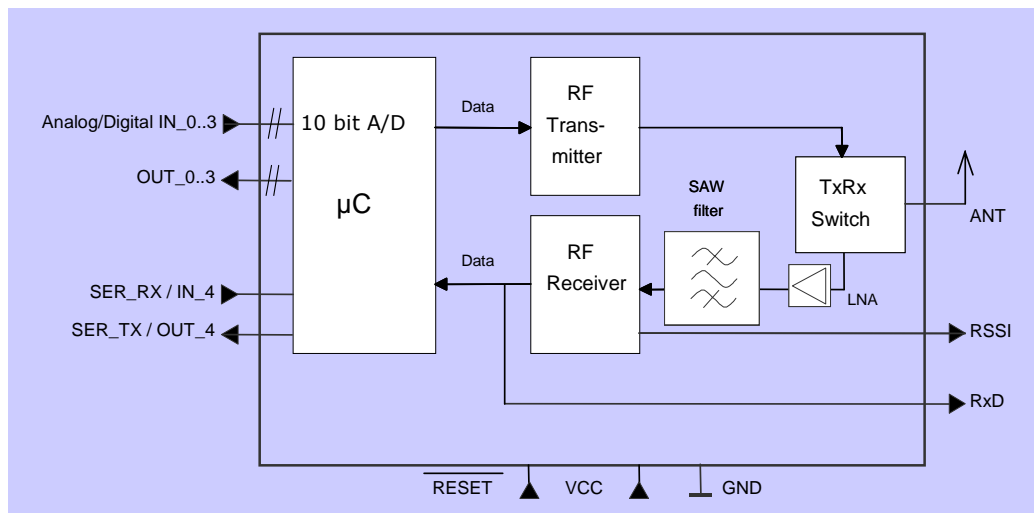 Analog/Digital IN_0..3
OUT_0..3
SER_RX / IN_4
SER_TX / OUT_4
10 bit A/D
µC
Data
RF
Trans-
mitter
Data
RF
Receiver
SAW
filter
TxRx
Switch
LNA
ANT
RSSI
RxD
RESET
VCC
GND